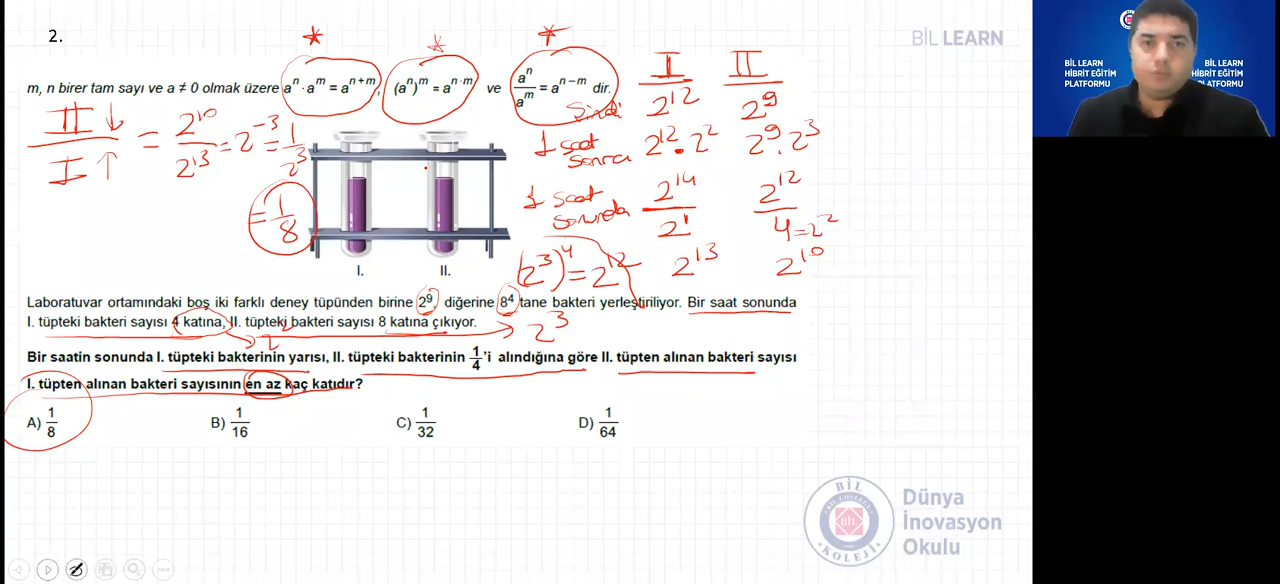 2.
BİL LEARN
BİL LEARN
HİBRİT EĞİTİM
PLATFORMU
BİL LEARN
HİBRİT EĞİTİM
PLATFORMU
m, n birer tam sayı ve a ≠ 0 olmak üzere aⁿ · aᵐ = aⁿ⁺ᵐ, (aⁿ)ᵐ = aⁿ·ᵐ ve aⁿ/aᵐ = aⁿ⁻ᵐ dir.
I II
Şimdi 2¹² 2⁹
1 saat sonra 2¹² · 2² 2⁹ · 2³
1 saat sonunda 2¹⁴/2¹ 2¹²/4 = 2²
(2³)⁴ = 2¹² 2¹³ 2¹⁰
II ↓ / I ↑ = 2¹⁰/2¹³ = 2⁻³ = 1/2³
= 1/8
I. II.
Laboratuvar ortamındaki boş iki farklı deney tüpünden birine 2⁹, diğerine 8⁴ tane bakteri yerleştiriliyor. Bir saat sonunda
I. tüpteki bakteri sayısı 4 katına, II. tüpteki bakteri sayısı 8 katına çıkıyor.
2² 2³
Bir saatin sonunda I. tüpteki bakterinin yarısı, II. tüpteki bakterinin 1/4'i alındığına göre II. tüpten alınan bakteri sayısı
I. tüpten alınan bakteri sayısının en az kaç katıdır?
A) 1/8 B) 1/16 C) 1/32 D) 1/64
BİL
KOLEJİ
BİL
Dünya
İnovasyon
Okulu